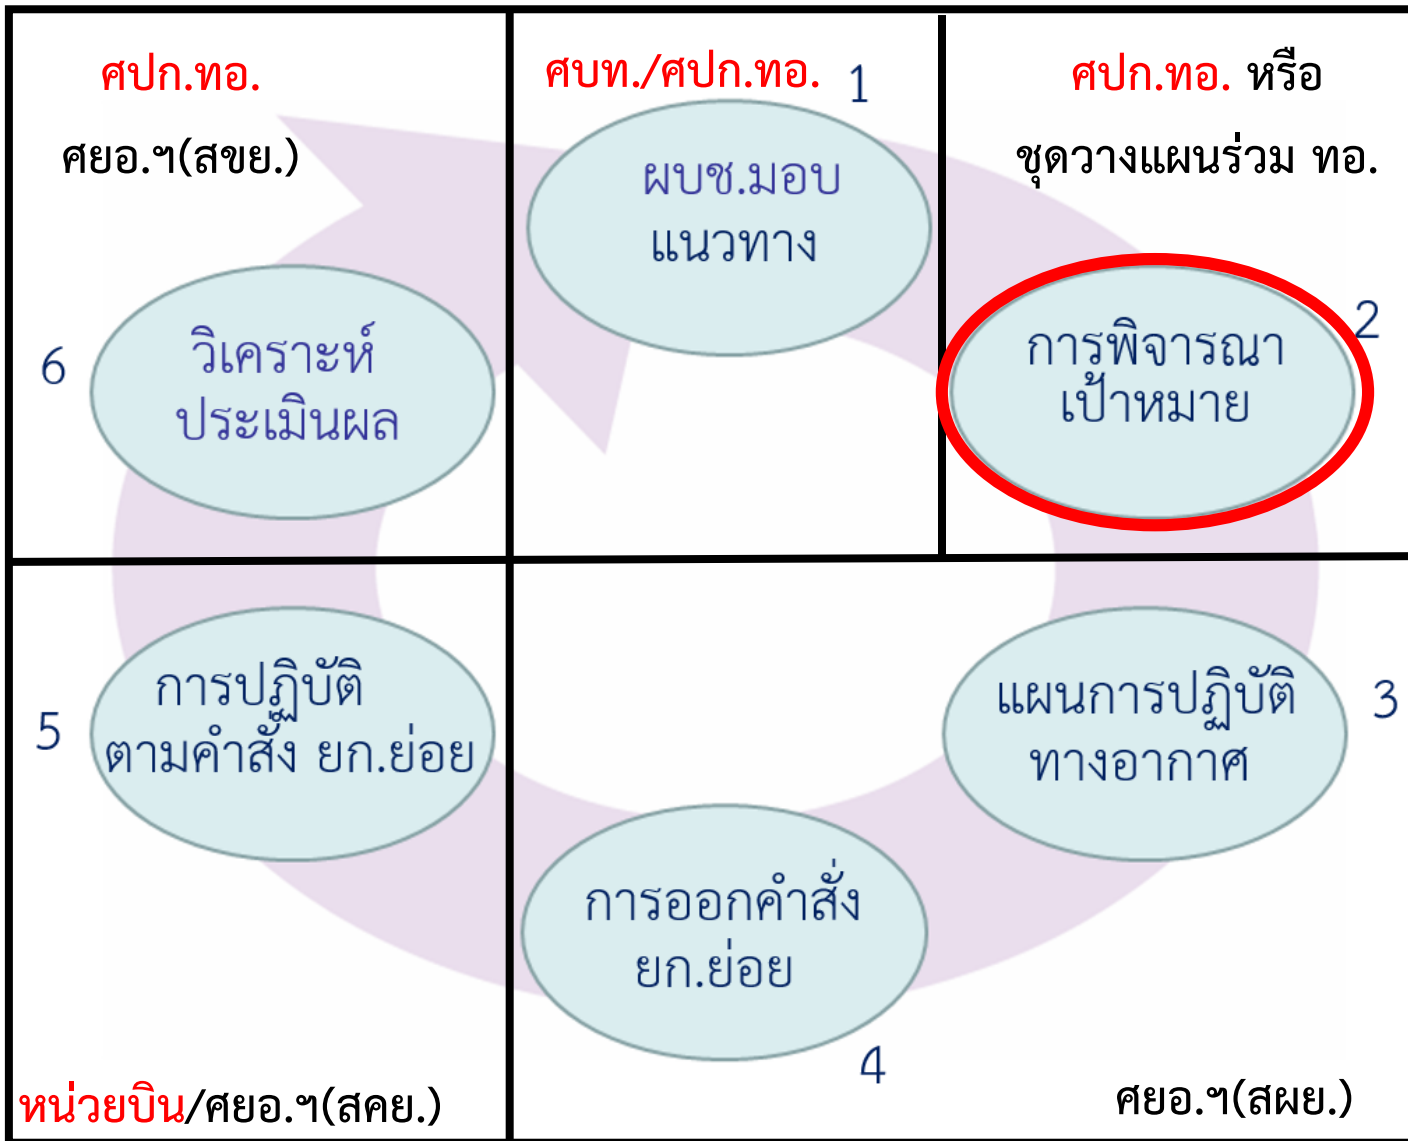 ศปก.ทอ.
ศยอ.ฯ(สขย.)
ศบท./ศปก.ทอ.
1
ผบช.มอบ
แนวทาง
ศปก.ทอ. หรือ
ชุดวางแผนร่วม ทอ.
2
การพิจารณา
เป้าหมาย
6
วิเคราะห์
ประเมินผล
5
การปฏิบัติ
ตามคำสั่ง ยก.ย่อย
หน่วยบิน/ศยอ.ฯ(สคย.)
แผนการปฏิบัติ
ทางอากาศ
3
การออกคำสั่ง
ยก.ย่อย
4
ศยอ.ฯ(สผย.)